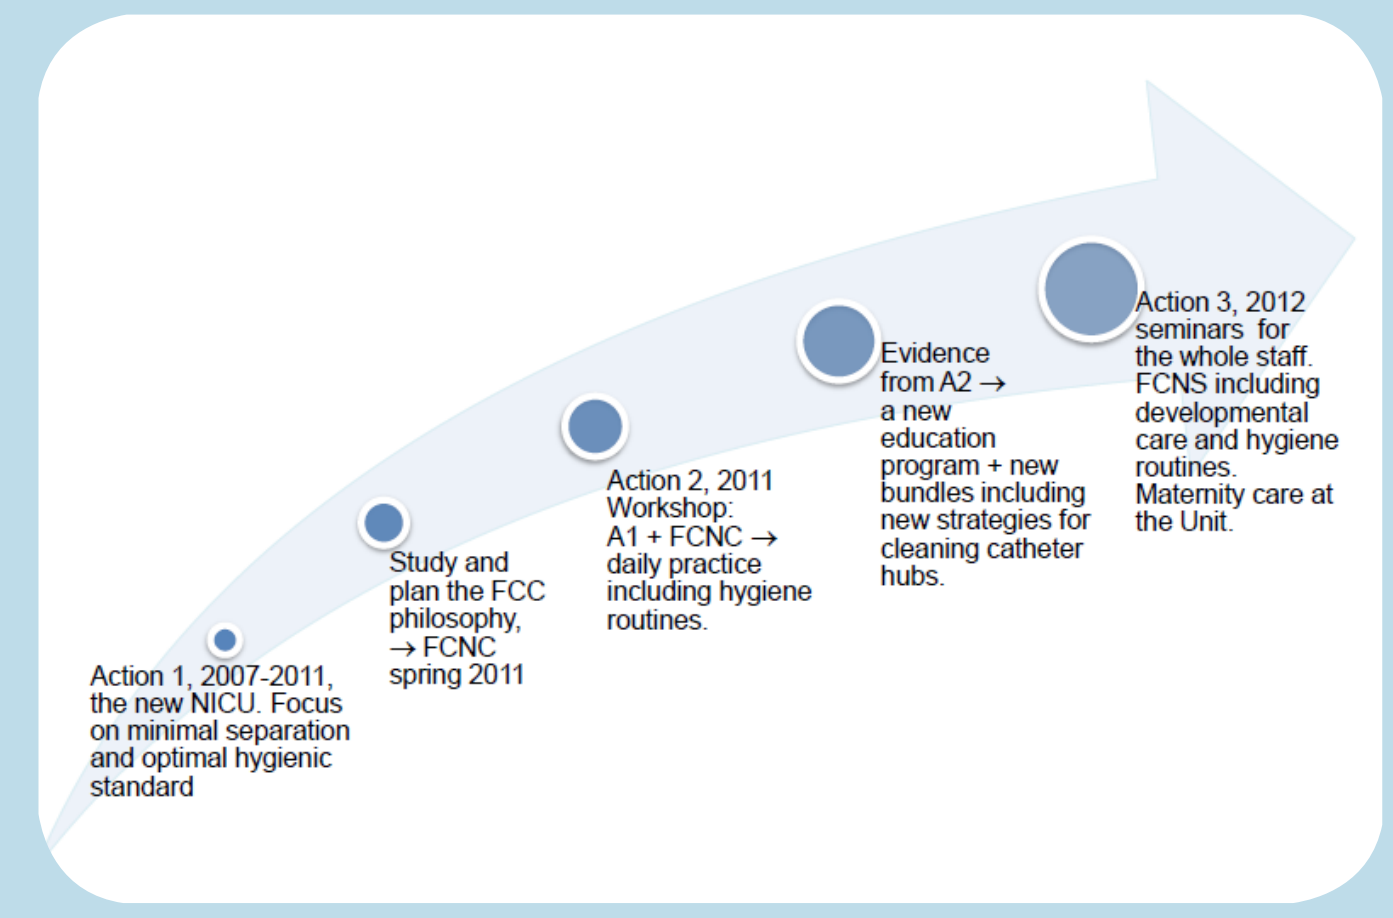 Action 1, 2007-2011,
the new NICU. Focus
on minimal separation
and optimal hygienic
standard
Study and
plan the FCC
philosophy,
→ FCNC
spring 2011
Action 2, 2011
Workshop:
A1 + FCNC →
daily practice
including hygiene
routines.
Evidence
from A2 →
a new
education
program + new
bundles including
new strategies for
cleaning catheter
hubs.
Action 3, 2012
seminars for
the whole staff.
FCNS including
developmental
care and hygiene
routines.
Maternity care at
the Unit.